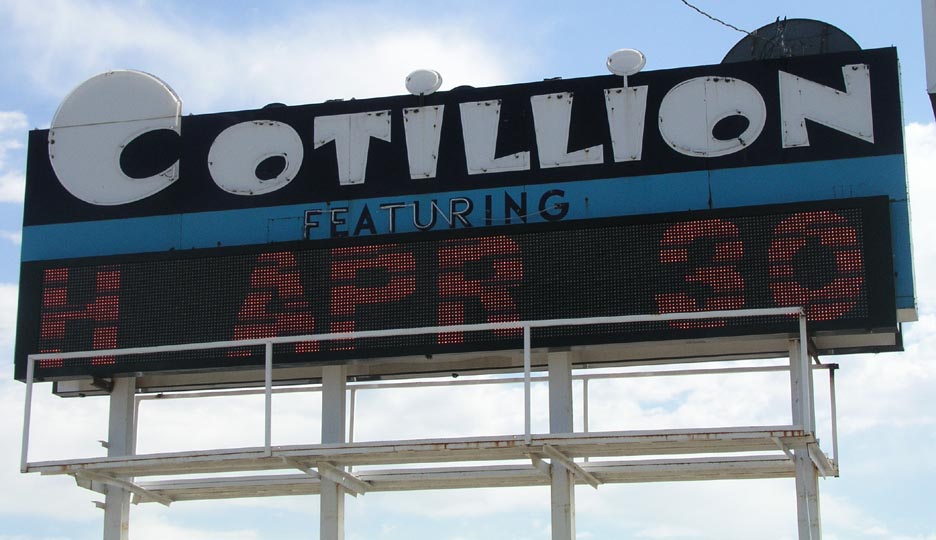 COTILLION
FEATURING
H APR 30